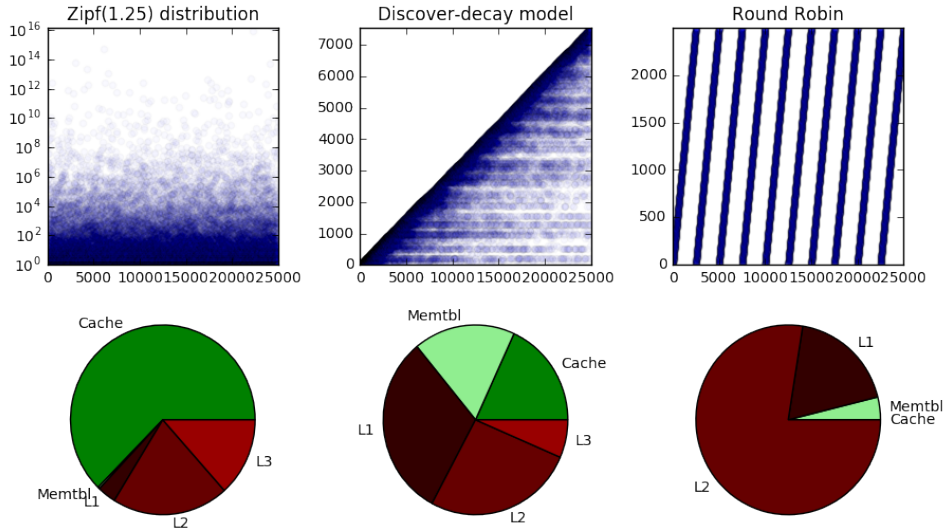 Zipf(1.25) distribution
Discover-decay model
Round Robin
10^16
10^14
10^12
10^10
10^8
10^6
10^4
10^2
10^0
0 5000 10000 15000 20000 25000
7000
6000
5000
4000
3000
2000
1000
0
0 5000 10000 15000 20000 25000
2000
1500
1000
500
0
0 5000 10000 15000 20000 25000
Cache
Memtbl
L1
L2
L3
Memtbl
Cache
L1
L3
L2
L1
Memtbl
Cache
L2